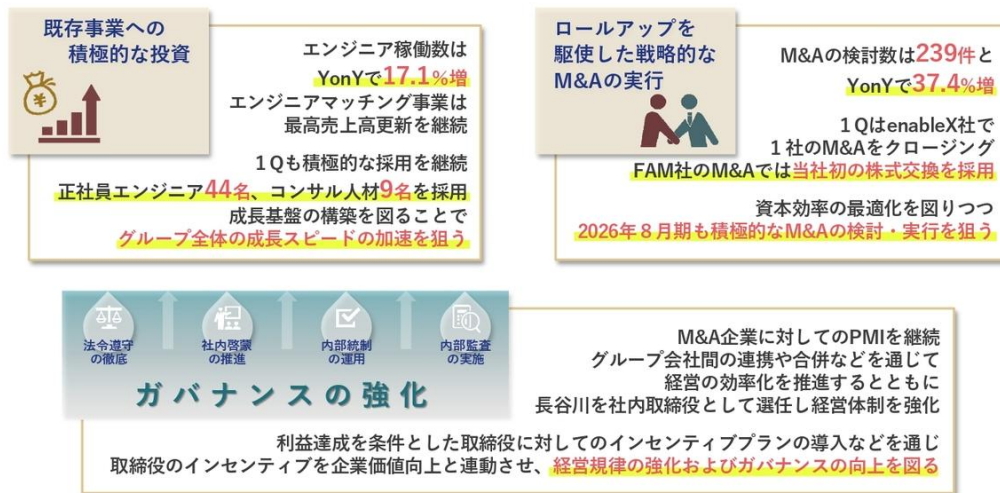 既存事業への
積極的な投資
エンジニア稼働数は
YonYで17.1%増
エンジニアマッチング事業は
最高売上高更新を継続
1Qも積極的な採用を継続
正社員エンジニア44名、コンサル人材9名を採用
成長基盤の構築を図ることで
グループ全体の成長スピードの加速を狙う
ロールアップを
駆使した戦略的な
M&Aの実行
M&Aの検討数は239件と
YonYで37.4%増
1QはenableX社で
1社のM&Aをクロージング
FAM社のM&Aでは当社初の株式交換を採用
資本効率の最適化を図りつつ
2026年8月期も積極的なM&Aの検討・実行を狙う
法令遵守
の徹底
社内啓蒙
の推進
内部統制
の運用
内部監査
の実施
ガバナンスの強化
M&A企業に対してのPMIを継続
グループ会社間の連携や合併などを通じて
経営の効率化を推進するとともに
長谷川を社内取締役として選任し経営体制を強化
利益達成を条件とした取締役に対してのインセンティブプランの導入などを通じ
取締役のインセンティブを企業価値向上と連動させ、経営規律の強化およびガバナンスの向上を図る